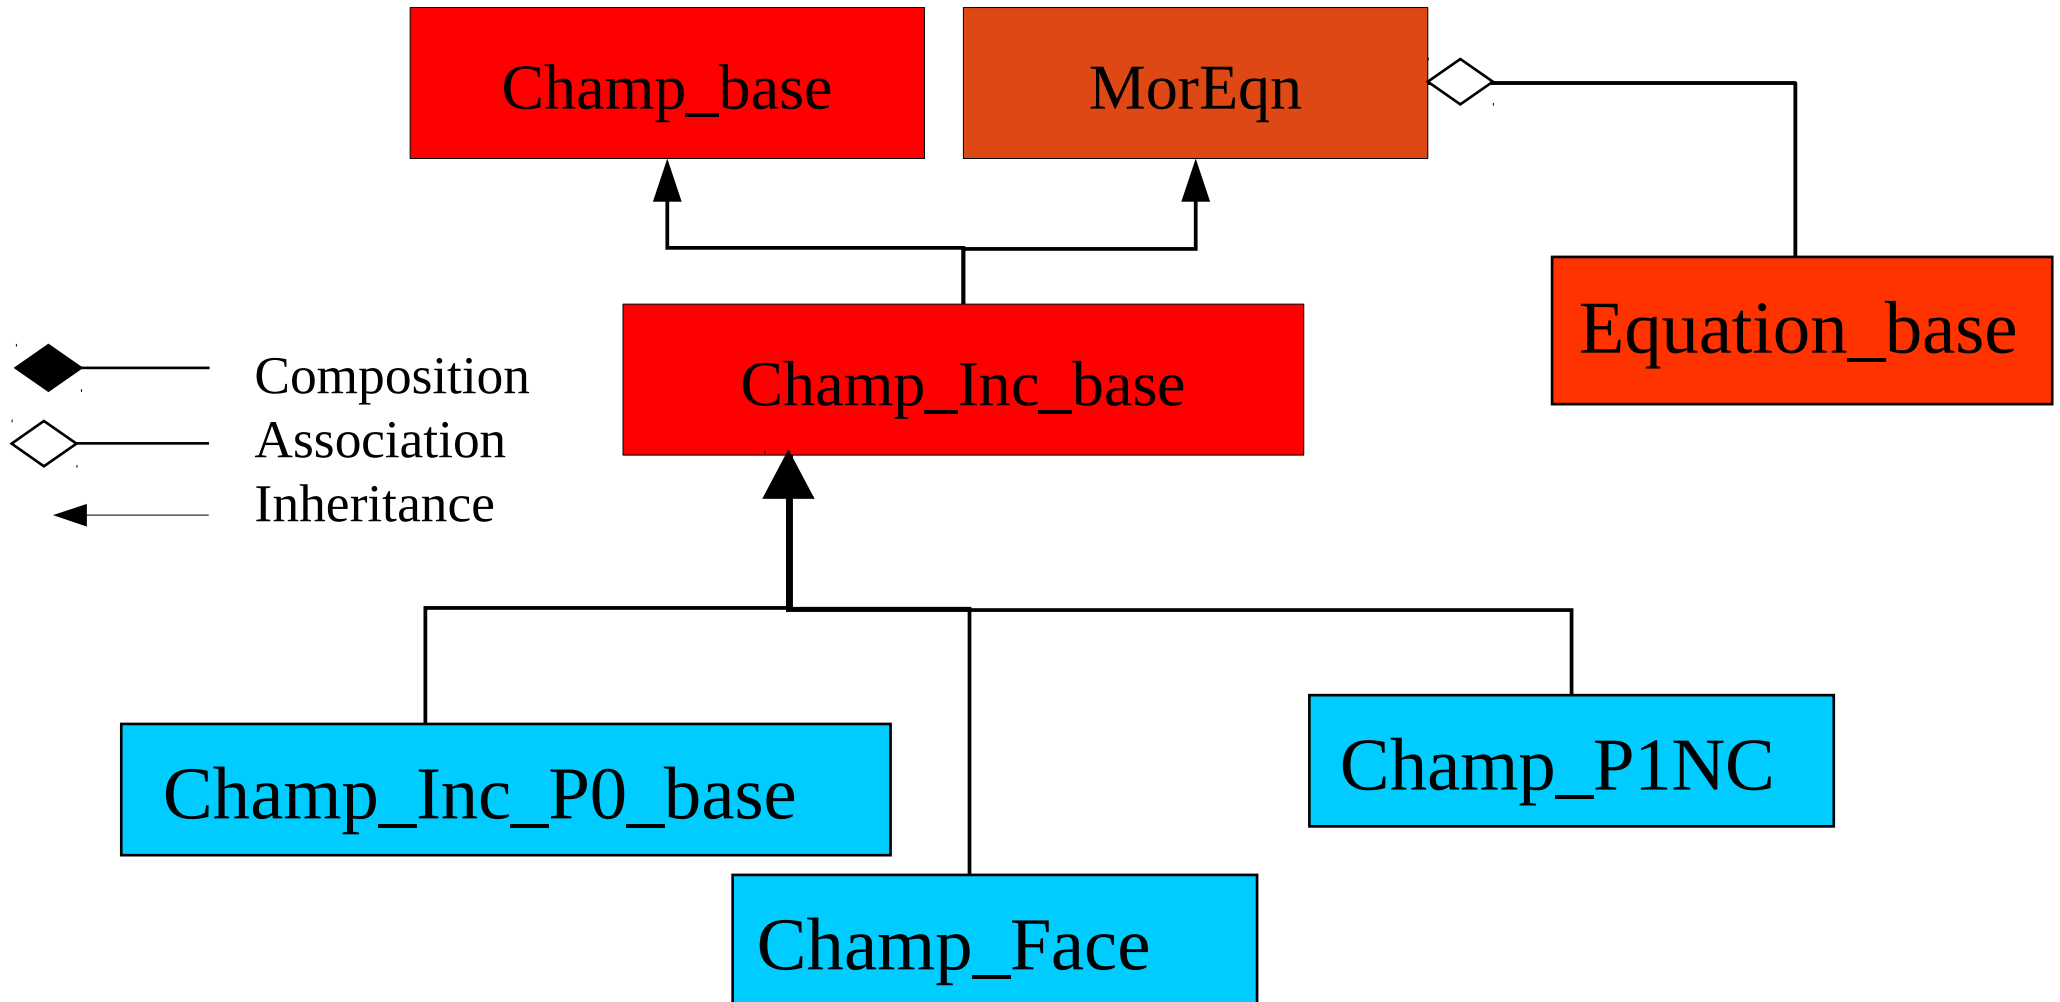 Champ_base
MorEqn
Equation_base
Champ_Inc_base
Composition
Association
Inheritance
Champ_Inc_P0_base
Champ_P1NC
Champ_Face